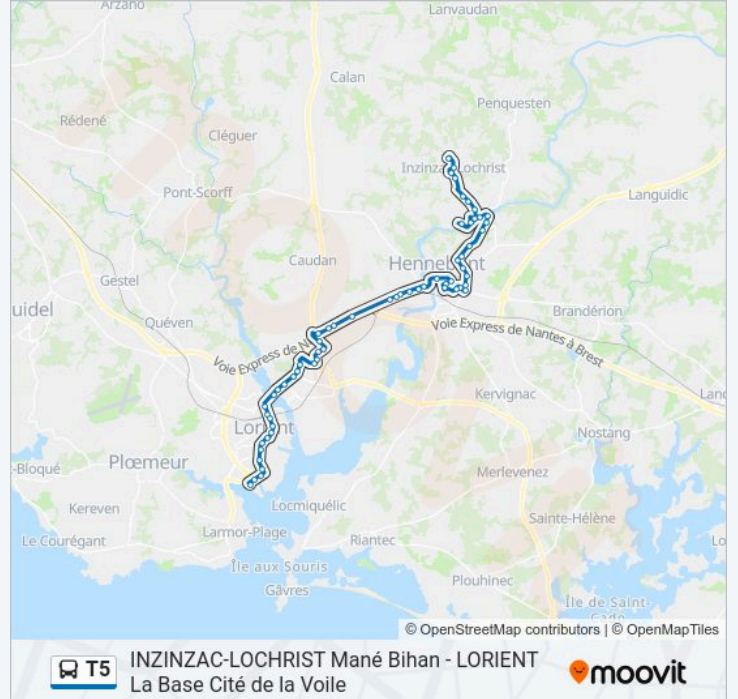 Arzano
Lanvaudan
Calan
Penquesten
Rédené
Cléguer
Inzinzac-Lochrist
Pont-Scorff
Languidic
Caudan
Hennebont
Gestel
uidel
Quéven
Brandérion
Voie Express de N
Voie Express de Nantes à Brest
Kervignac
Land
Lorient
Nostang
-Bloqué
Plœmeur
Merlevenez
Kereven
Locmiquélic
Sainte-Hélène
Le Courégant
Larmor-Plage
Riantec
Lo
Île aux Souris
Gâvres
Plouhinec
Île de Saint-
© OpenStreetMap contributors | © OpenMapTiles
T5
INZINZAC-LOCHRIST Mané Bihan - LORIENT
La Base Cité de la Voile
moovit